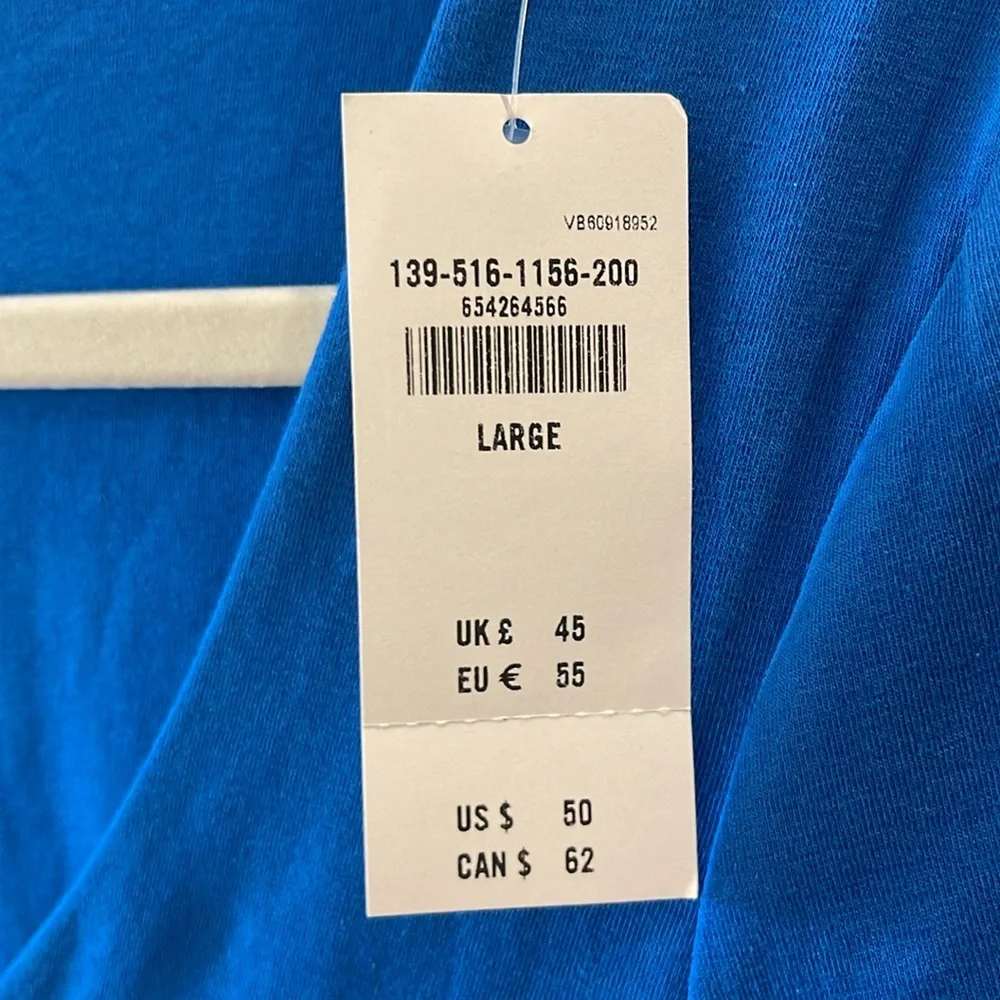 VB60918952
139-516-1156-200
654264566
LARGE
UK £ 45
EU € 55
US $ 50
CAN $ 62